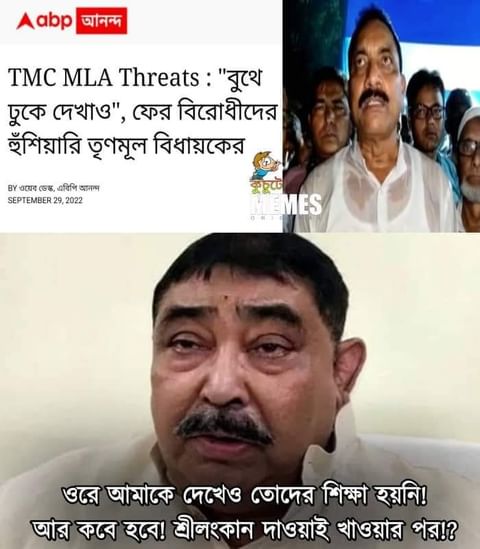 abp আনন্দ
TMC MLA Threats : "বুথে
ঢুকে দেখাও", ফের বিরোধীদের
হুঁশিয়ারি তৃণমূল বিধায়কের
BY ওয়েব ডেস্ক, এবিপি আনন্দ
SEPTEMBER 29, 2022
কুচুটে
MEMES
ওরে আমাকে দেখেও তোদের শিক্ষা হয়নি!
আর কবে হবে! শ্রীলংকান দাওয়াই খাওয়ার পর!?